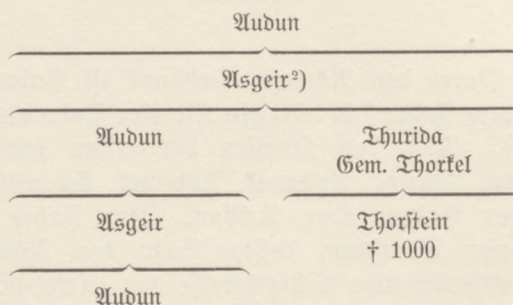 Audun
Asgeir²)
Audun
Thurida
Gem. Thorkel
Asgeir
Thorstein
† 1000
Audun